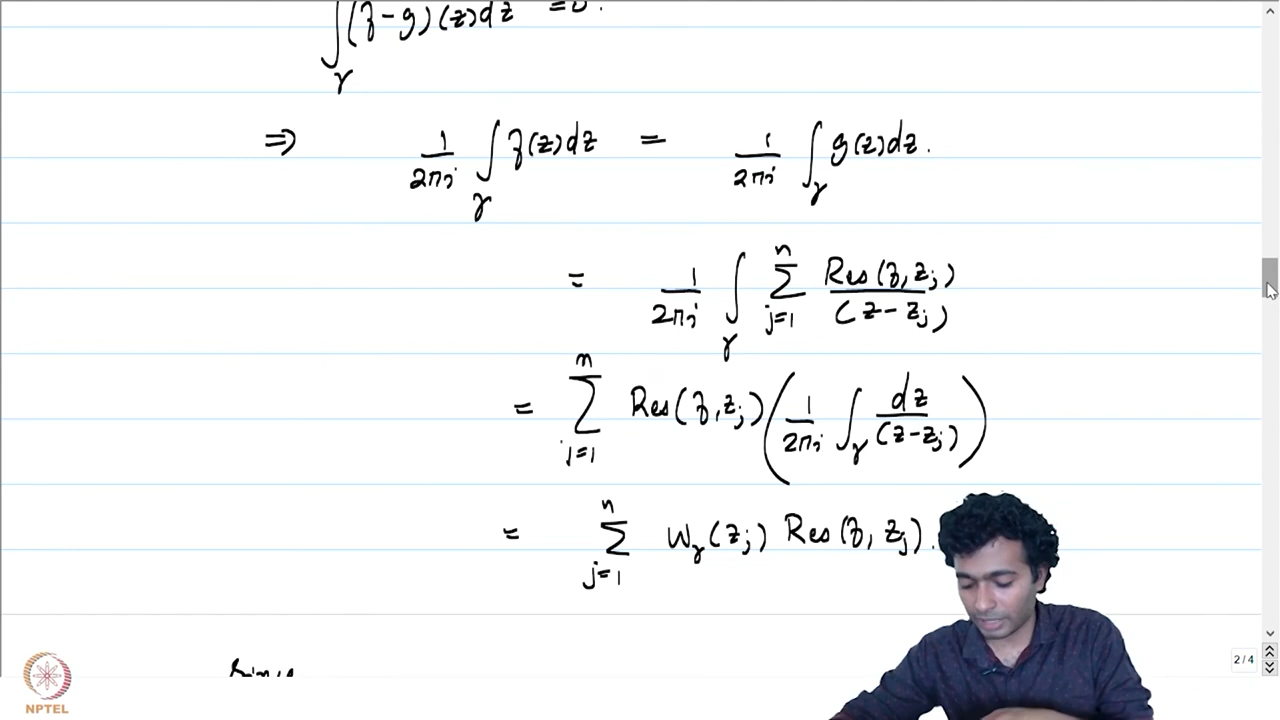 ∫_γ (f-g)(z)dz = 0.
⇒ 1/2πi ∫_γ f(z)dz = 1/2πi ∫_γ g(z)dz.
= 1/2πi ∫_γ Σ_{j=1}^{n} Res(f, z_j)/(z-z_j)
= Σ_{j=1}^{n} Res(f, z_j) (1/2πi ∫_γ dz/(z-z_j))
= Σ_{j=1}^{n} W_γ(z_j) Res(f, z_j).
2/4
NPTEL